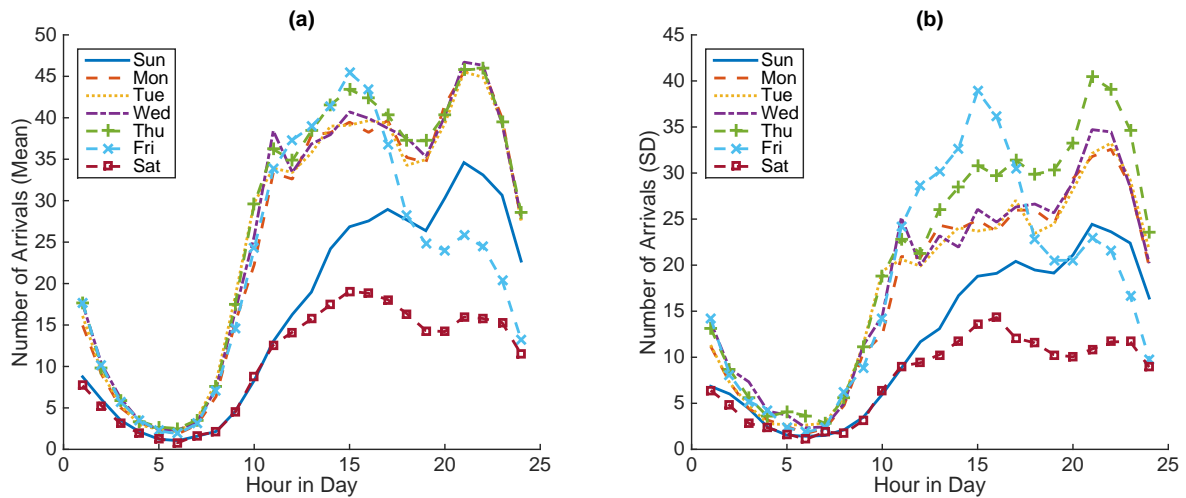 (a)
Number of Arrivals (Mean)
50
45
40
35
30
25
20
15
10
5
0
Sun
Mon
Tue
Wed
Thu
Fri
Sat
0 5 10 15 20 25
Hour in Day
(b)
Number of Arrivals (SD)
45
40
35
30
25
20
15
10
5
0
Sun
Mon
Tue
Wed
Thu
Fri
Sat
0 5 10 15 20 25
Hour in Day